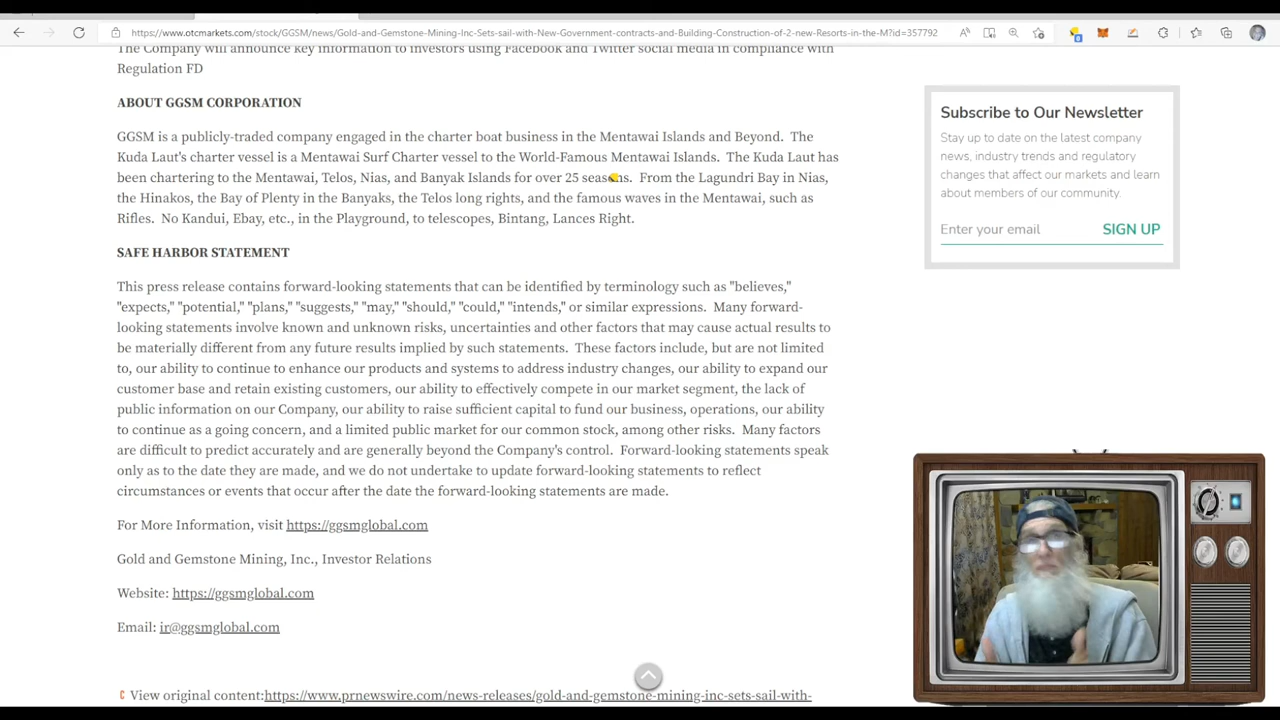 https://www.otcmarkets.com/stock/GGSM/news/Gold-and-Gemstone-Mining-Inc-Sets-sail-with-New-Government-contracts-and-Building-Construction-of-2-new-Resorts-in-the-M?id=357792
The Company will announce key information to investors using Facebook and Twitter social media in compliance with
Regulation FD
ABOUT GGSM CORPORATION
GGSM is a publicly-traded company engaged in the charter boat business in the Mentawai Islands and Beyond. The
Kuda Laut's charter vessel is a Mentawai Surf Charter vessel to the World-Famous Mentawai Islands. The Kuda Laut has
been chartering to the Mentawai, Telos, Nias, and Banyak Islands for over 25 seasons. From the Lagundri Bay in Nias,
the Hinakos, the Bay of Plenty in the Banyaks, the Telos long rights, and the famous waves in the Mentawai, such as
Rifles. No Kandui, Ebay, etc., in the Playground, to telescopes, Bintang, Lances Right.
SAFE HARBOR STATEMENT
This press release contains forward-looking statements that can be identified by terminology such as "believes,"
"expects," "potential," "plans," "suggests," "may," "should," "could," "intends," or similar expressions. Many forward-
looking statements involve known and unknown risks, uncertainties and other factors that may cause actual results to
be materially different from any future results implied by such statements. These factors include, but are not limited
to, our ability to continue to enhance our products and systems to address industry changes, our ability to expand our
customer base and retain existing customers, our ability to effectively compete in our market segment, the lack of
public information on our Company, our ability to raise sufficient capital to fund our business, operations, our ability
to continue as a going concern, and a limited public market for our common stock, among other risks. Many factors
are difficult to predict accurately and are generally beyond the Company's control. Forward-looking statements speak
only as to the date they are made, and we do not undertake to update forward-looking statements to reflect
circumstances or events that occur after the date the forward-looking statements are made.
For More Information, visit https://ggsmglobal.com
Gold and Gemstone Mining, Inc., Investor Relations
Website: https://ggsmglobal.com
Email: ir@ggsmglobal.com
View original content:https://www.prnewswire.com/news-releases/gold-and-gemstone-mining-inc-sets-sail-with-
Subscribe to Our Newsletter
Stay up to date on the latest company
news, industry trends and regulatory
changes that affect our markets and learn
about members of our community.
Enter your email SIGN UP